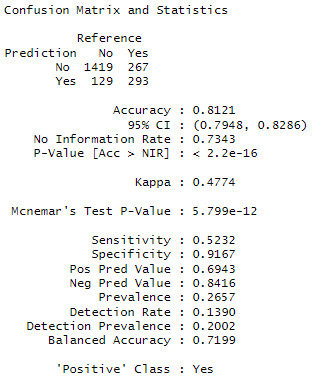 Confusion Matrix and Statistics
Reference
Prediction No Yes
No 1419 267
Yes 129 293
Accuracy : 0.8121
95% CI : (0.7948, 0.8286)
No Information Rate : 0.7343
P-Value [Acc > NIR] : < 2.2e-16
Kappa : 0.4774
Mcnemar's Test P-Value : 5.799e-12
Sensitivity : 0.5232
Specificity : 0.9167
Pos Pred Value : 0.6943
Neg Pred Value : 0.8416
Prevalence : 0.2657
Detection Rate : 0.1390
Detection Prevalence : 0.2002
Balanced Accuracy : 0.7199
'Positive' Class : Yes